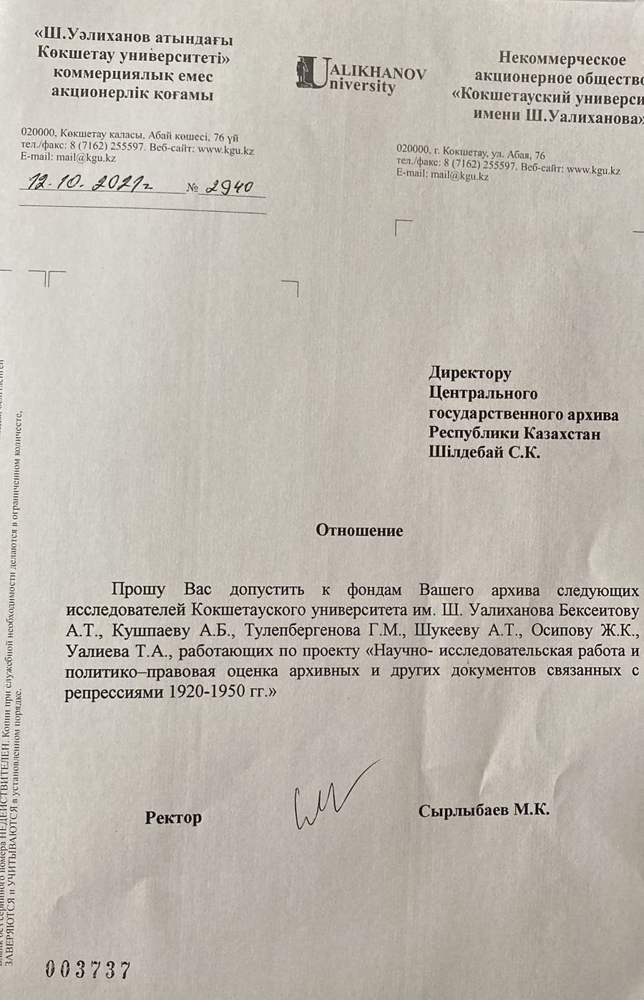 «Ш.Уәлиханов атындағы
Көкшетау университеті»
коммерциялық емес
акционерлік қоғамы
020000, Көкшетау қаласы, Абай көшесі, 76 үй
тел./факс: 8 (7162) 255597. Веб-сайт: www.kgu.kz
E-mail: mail@kgu.kz
12.10.2021г № 2940
UALIKHANOV
University
Некоммерческое
акционерное общество
«Кокшетауский универси
имени Ш.Уалиханова»
020000, г. Кокшетау, ул. Абая, 76
тел./факс: 8 (7162) 255597. Веб-сайт: www.kgu.kz
E-mail: mail@kgu.kz
Директору
Центрального
государственного архива
Республики Казахстан
Шілдебай С.К.
Отношение
Прошу Вас допустить к фондам Вашего архива следующих
исследователей Кокшетауского университета им. Ш. Уалиханова Бексеитову
А.Т., Кушпаеву А.Б., Тулепбергенова Г.М., Шукееву А.Т., Осипову Ж.К.,
Уалиева Т.А., работающих по проекту «Научно- исследовательская работа и
политико–правовая оценка архивных и других документов связанных с
репрессиями 1920-1950 гг.»
Ректор Сырлыбаев М.К.
серийного номера НЕДЕЙСТВИТЕЛЕН. Копии при служебной необходимости делаются в ограниченном количесте,
ЗАВЕРЯЮТСЯ и УЧИТЫВАЮТСЯ в установленном порядке.
003737